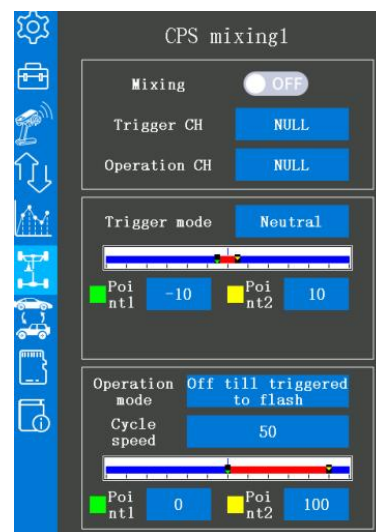 CPS mixing1
Mixing OFF
Trigger CH NULL
Operation CH NULL
Trigger mode Neutral
Poi
nt1 -10 Poi
nt2 10
Operation
mode Off till triggered
to flash
Cycle
speed 50
Poi
nt1 0 Poi
nt2 100